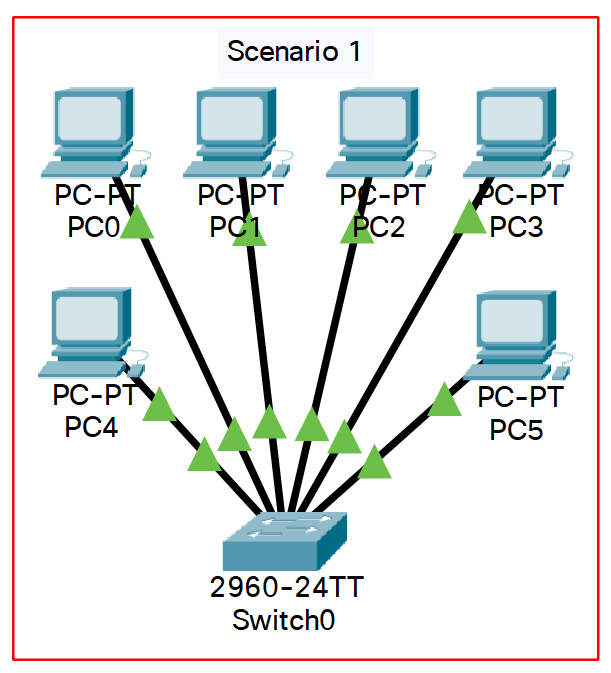 Scenario 1
PC-PT
PC0
PC-PT
PC1
PC-PT
PC2
PC-PT
PC3
PC-PT
PC4
PC-PT
PC5
2960-24TT
Switch0